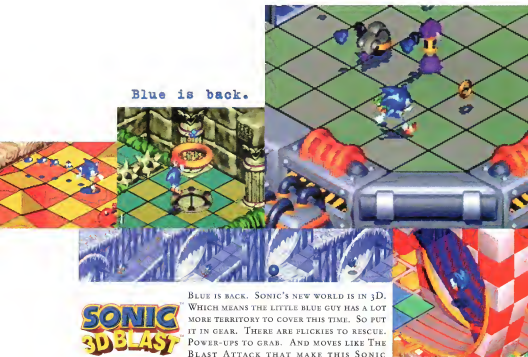 Blue is back.
SONIC
3D BLAST
BLUE IS BACK. SONIC'S NEW WORLD IS IN 3D.
WHICH MEANS THE LITTLE BLUE GUY HAS A LOT
MORE TERRITORY TO COVER THIS TIME. SO PUT
IT IN GEAR. THERE ARE FLICKIES TO RESCUE.
POWER-UPS TO GRAB. AND MOVES LIKE THE
BLAST ATTACK THAT MAKE THIS SONIC